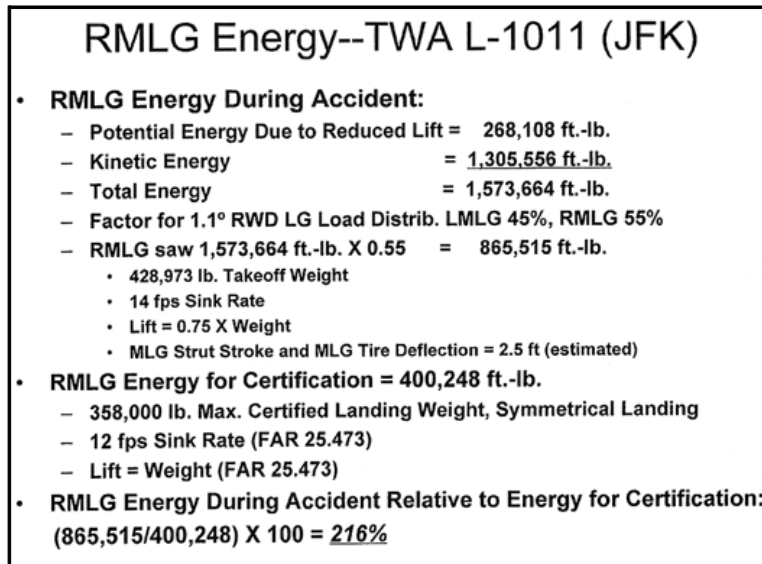 RMLG Energy--TWA L-1011 (JFK)
• RMLG Energy During Accident:
– Potential Energy Due to Reduced Lift = 268,108 ft.-lb.
– Kinetic Energy = 1,305,556 ft.-lb.
– Total Energy = 1,573,664 ft.-lb.
– Factor for 1.1º RWD LG Load Distrib. LMLG 45%, RMLG 55%
– RMLG saw 1,573,664 ft.-lb. X 0.55 = 865,515 ft.-lb.
• 428,973 lb. Takeoff Weight
• 14 fps Sink Rate
• Lift = 0.75 X Weight
• MLG Strut Stroke and MLG Tire Deflection = 2.5 ft (estimated)
• RMLG Energy for Certification = 400,248 ft.-lb.
– 358,000 lb. Max. Certified Landing Weight, Symmetrical Landing
– 12 fps Sink Rate (FAR 25.473)
– Lift = Weight (FAR 25.473)
• RMLG Energy During Accident Relative to Energy for Certification:
(865,515/400,248) X 100 = 216%